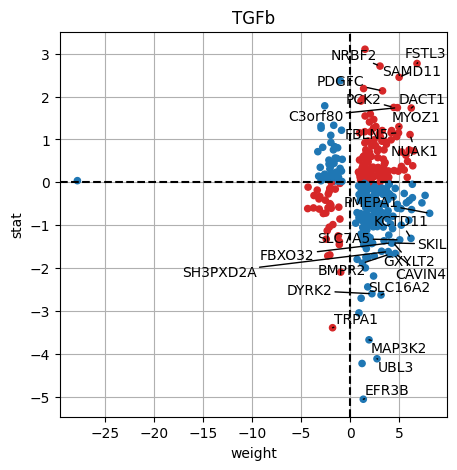 TGFb
NRBF2
FSTL3
SAMD11
PDGFC
PCK2
DACT1
C3orf80
MYOZ1
FBLN5
NUAK1
PMEPA1
KCTD11
SLC7A5
SKIL
FBXO32
GXYLT2
SH3PXD2A
BMPR2
CAVIN4
DYRK2
SLC16A2
TRPA1
MAP3K2
UBL3
EFR3B
3
2
1
0
−1
−2
−3
−4
−5
stat
−25
−20
−15
−10
−5
0
5
weight